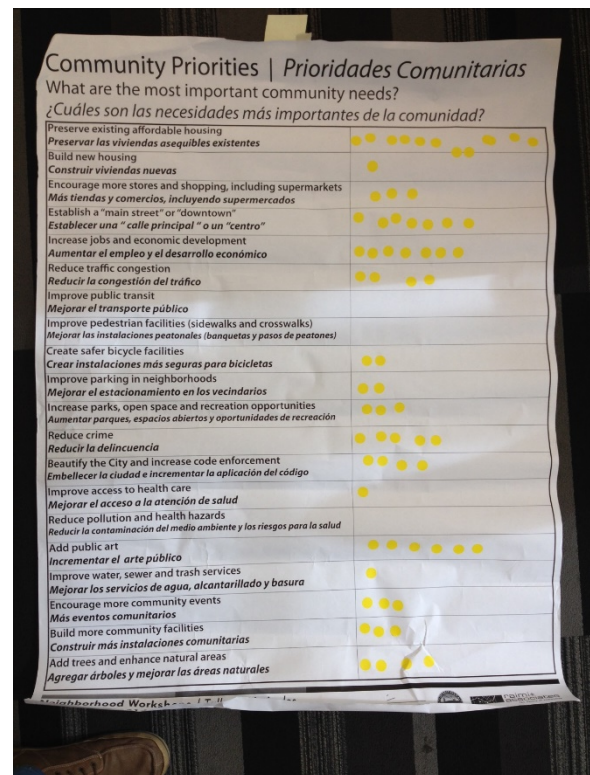 Community Priorities | Prioridades Comunitarias
What are the most important community needs?
¿Cuáles son las necesidades más importantes de la comunidad?
Preserve existing affordable housing
Preservar las viviendas asequibles existentes
Build new housing
Construir viviendas nuevas
Encourage more stores and shopping, including supermarkets
Más tiendas y comercios, incluyendo supermercados
Establish a "main street" or "downtown"
Establecer una " calle principal " o un "centro"
Increase jobs and economic development
Aumentar el empleo y el desarrollo económico
Reduce traffic congestion
Reducir la congestión del tráfico
Improve public transit
Mejorar el transporte público
Improve pedestrian facilities (sidewalks and crosswalks)
Mejorar las instalaciones peatonales (banquetas y pasos de peatones)
Create safer bicycle facilities
Crear instalaciones más seguras para bicicletas
Improve parking in neighborhoods
Mejorar el estacionamiento en los vecindarios
Increase parks, open space and recreation opportunities
Aumentar parques, espacios abiertos y oportunidades de recreación
Reduce crime
Reducir la delincuencia
Beautify the City and increase code enforcement
Embellecer la ciudad e incrementar la aplicación del código
Improve access to health care
Mejorar el acceso a la atención de salud
Reduce pollution and health hazards
Reducir la contaminación del medio ambiente y los riesgos para la salud
Add public art
Incrementar el arte público
Improve water, sewer and trash services
Mejorar los servicios de agua, alcantarillado y basura
Encourage more community events
Más eventos comunitarios
Build more community facilities
Construir más instalaciones comunitarias
Add trees and enhance natural areas
Agregar árboles y mejorar las áreas naturales
Neighborhood Workshop